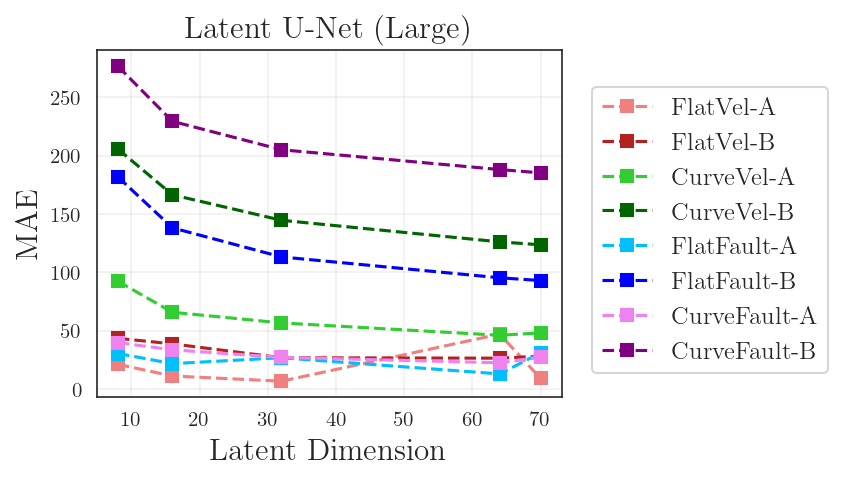 Latent U-Net (Large)
MAE
250
200
150
100
50
0
10 20 30 40 50 60 70
Latent Dimension
FlatVel-A
FlatVel-B
CurveVel-A
CurveVel-B
FlatFault-A
FlatFault-B
CurveFault-A
CurveFault-B